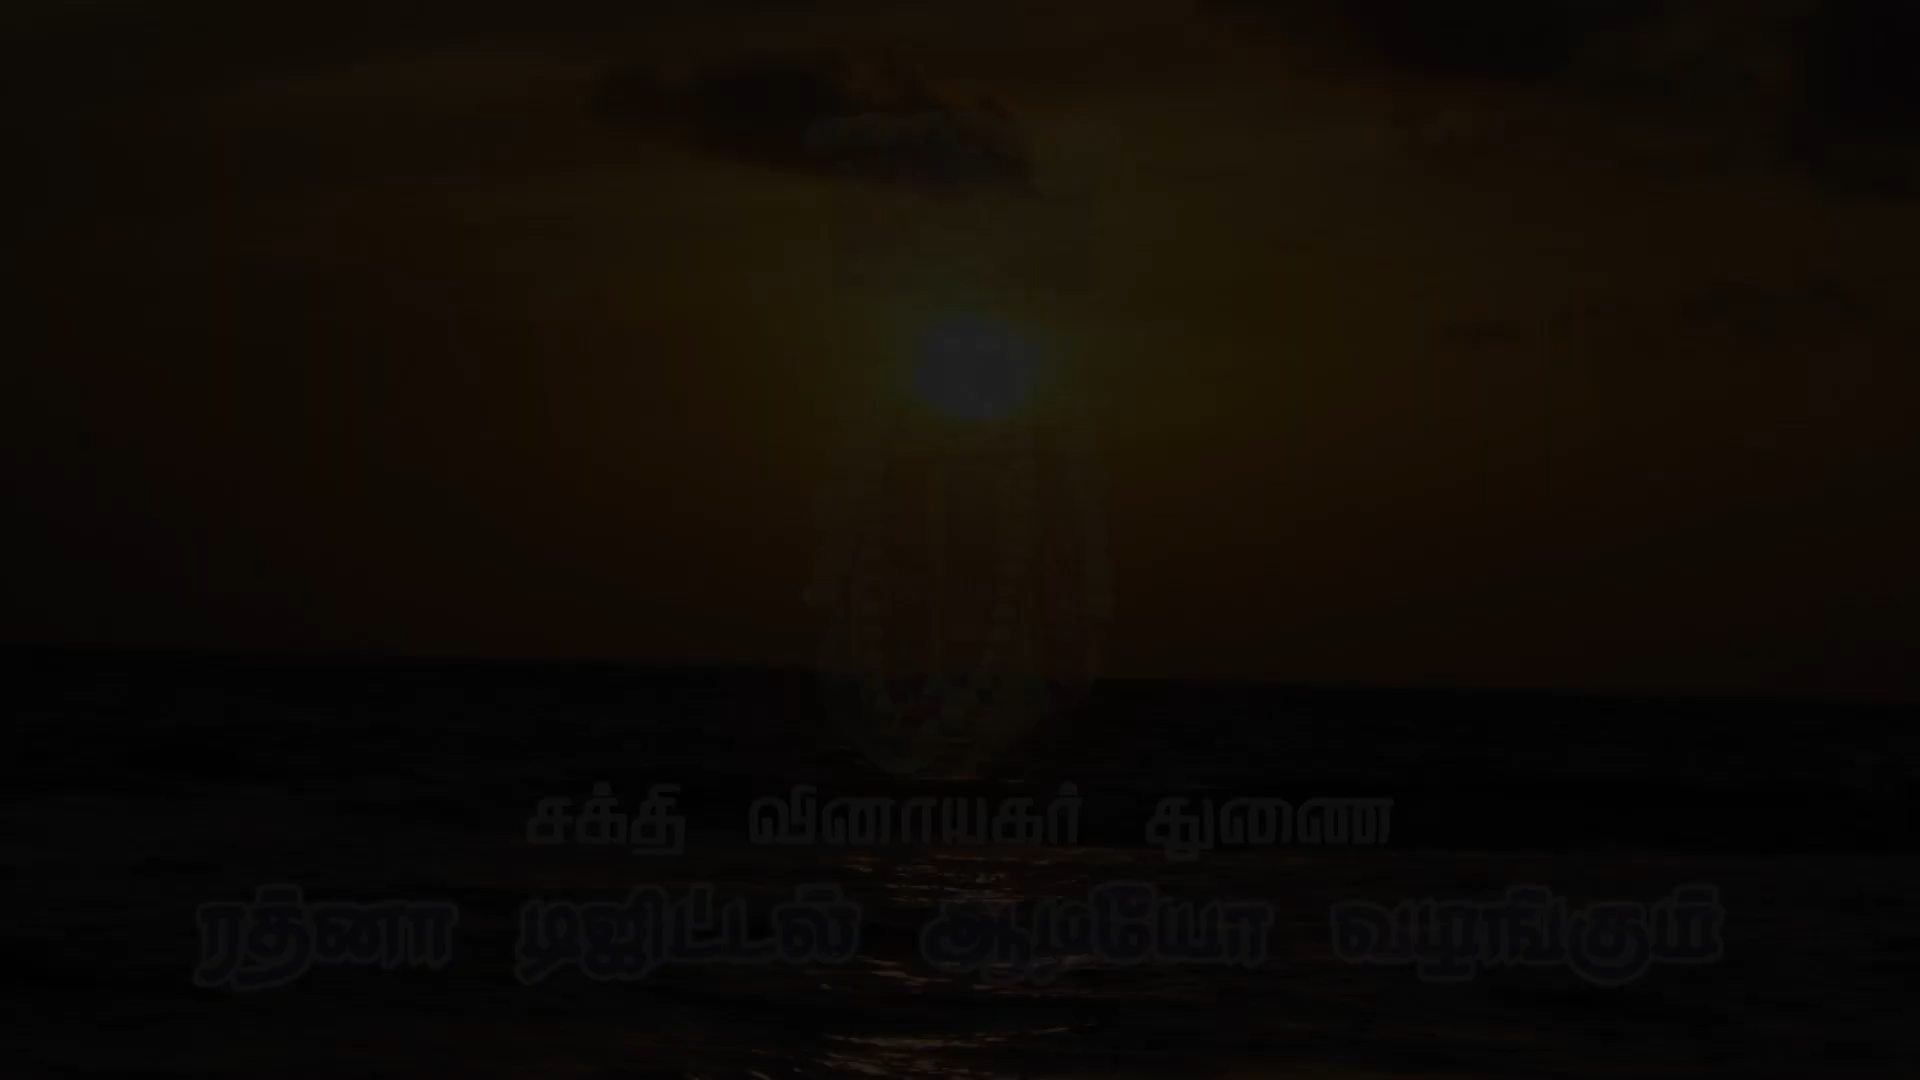 சக்தி வினாயகர் துணை
ரத்னா டிஜிட்டல் ஆடியோ வழங்கும்